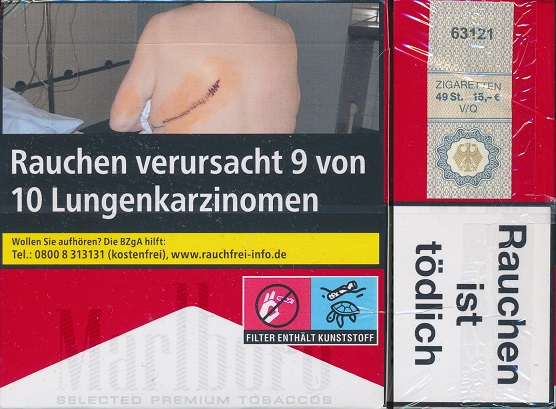 Rauchen verursacht 9 von
10 Lungenkarzinomen
Wollen Sie aufhören? Die BZgA hilft:
Tel.: 0800 8 313131 (kostenfrei), www.rauchfrei-info.de
FILTER ENTHÄLT KUNSTSTOFF
Marlboro
SELECTED PREMIUM TOBACCOS
63121
ZIGARETTEN
49 St. 15,-€
V/Q
Rauchen
ist
tödlich